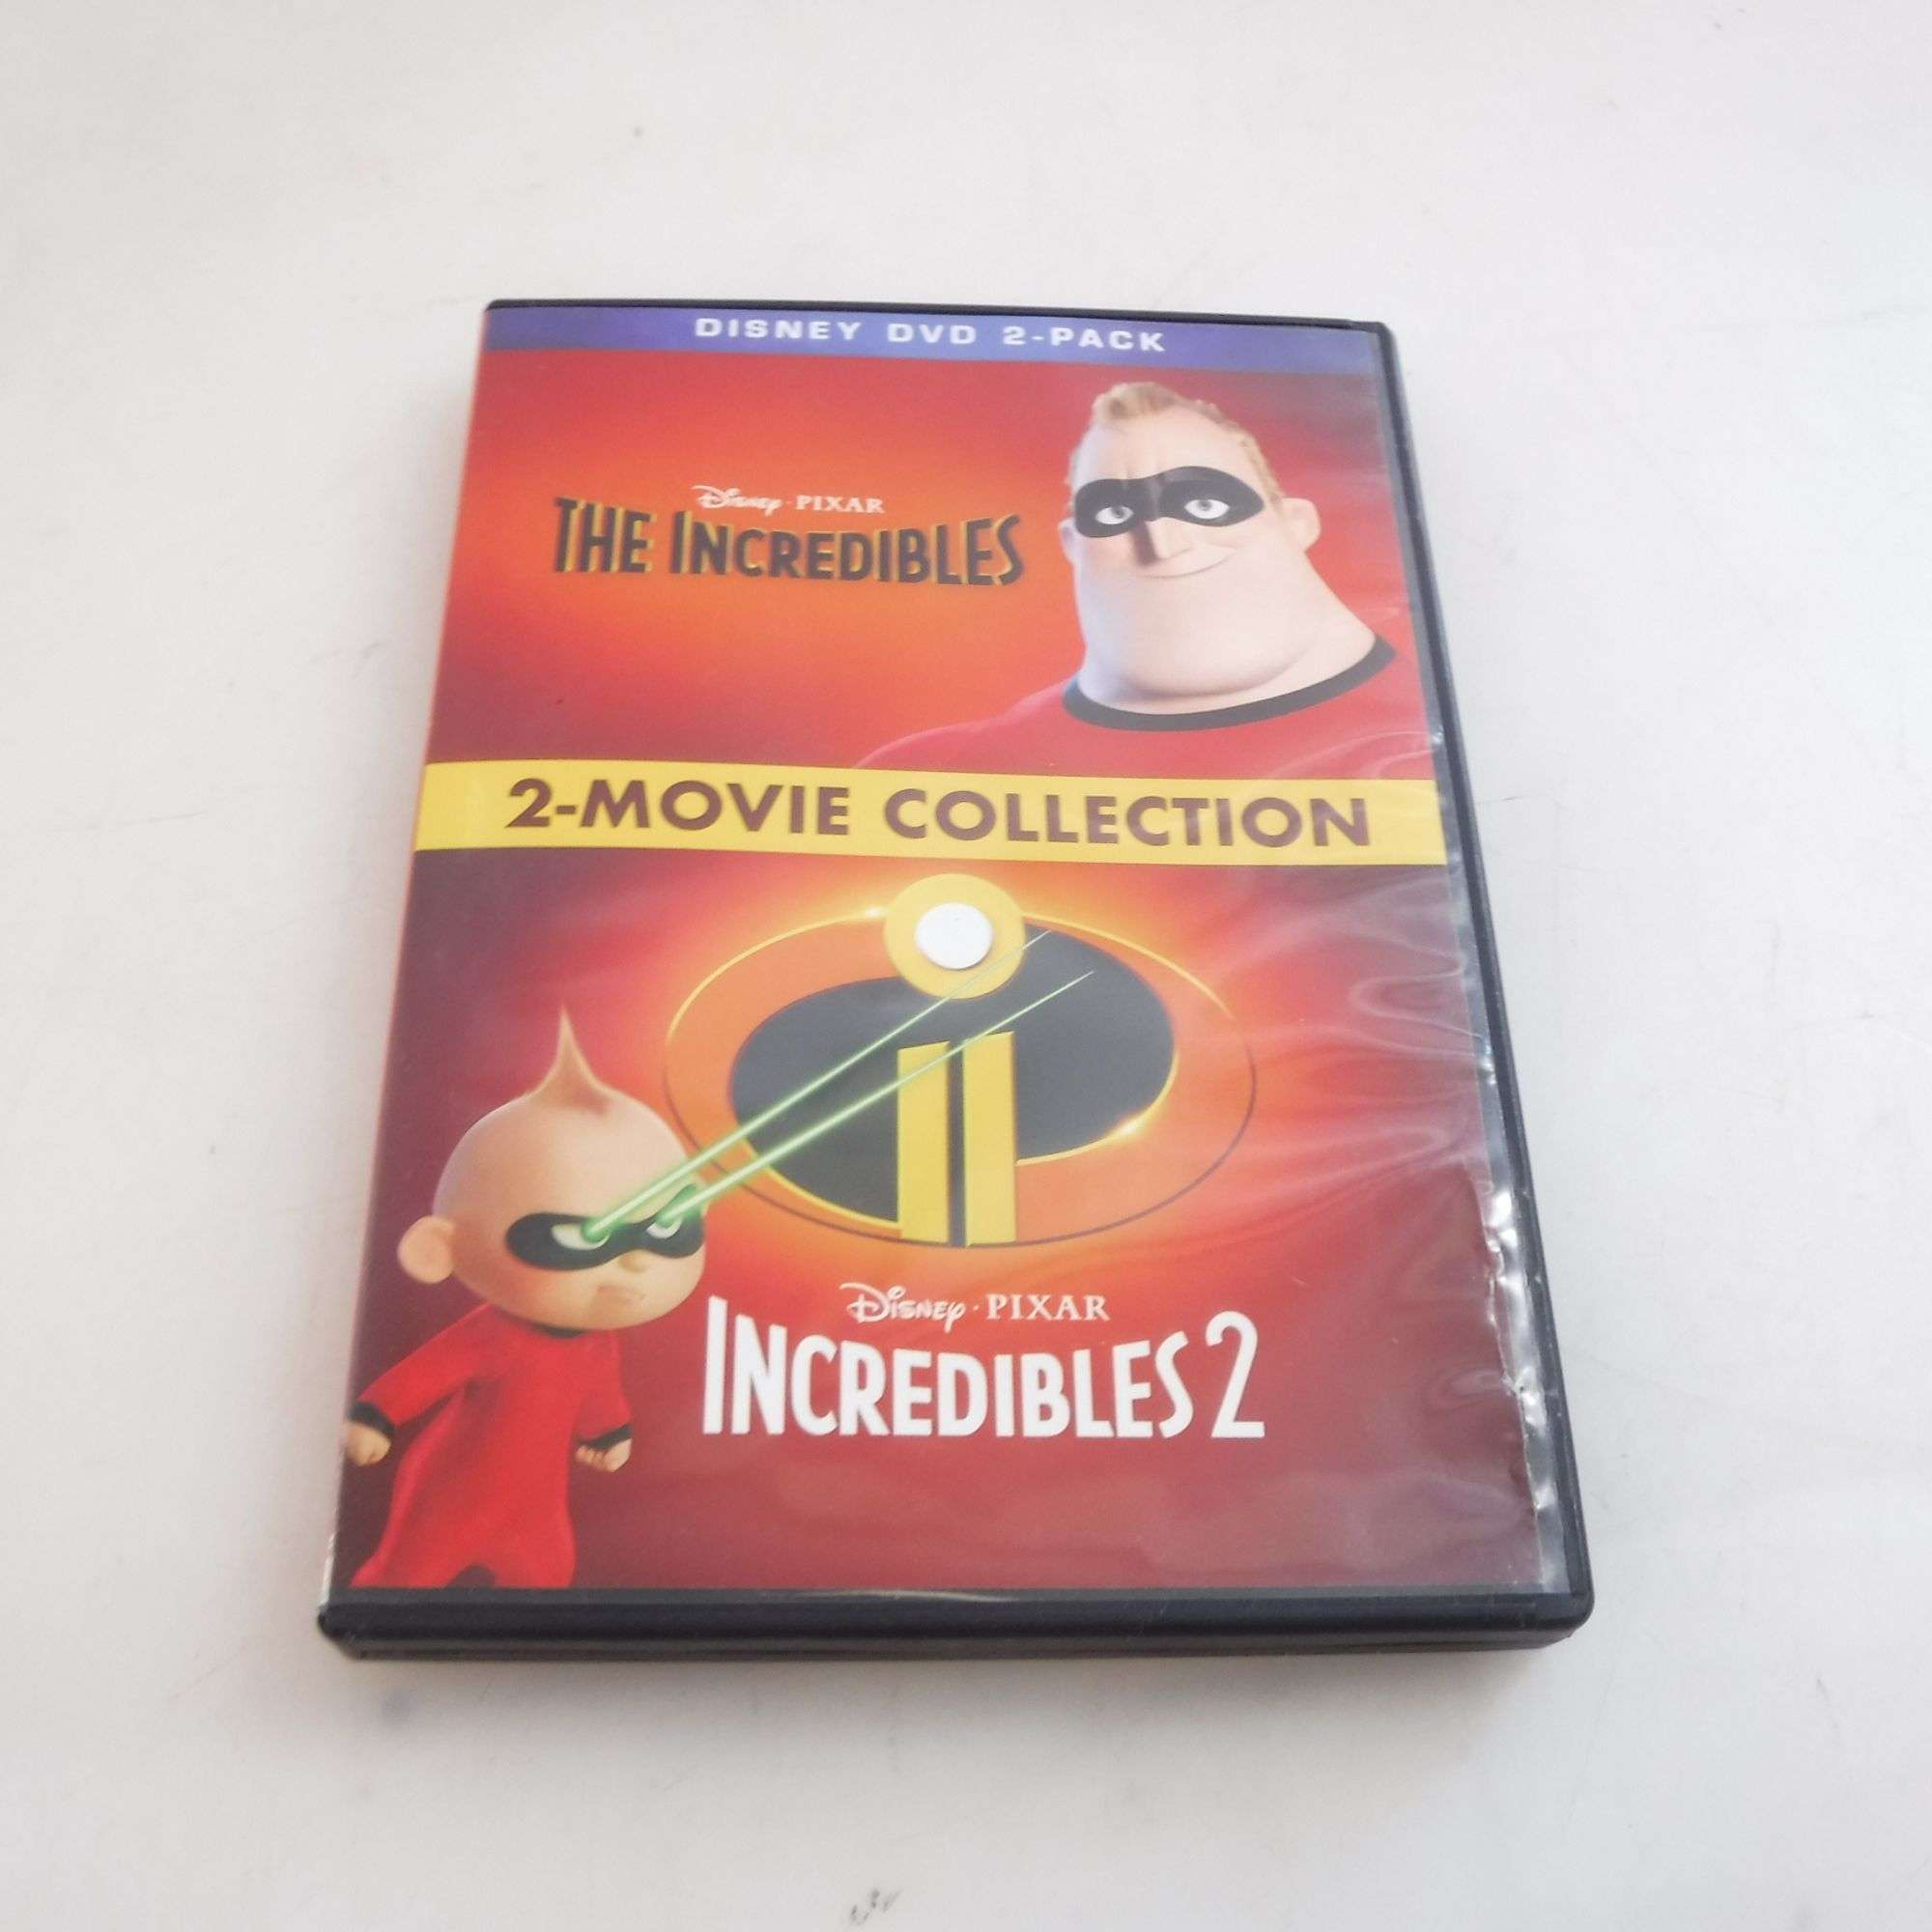 DISNEY DVD 2-PACK
Disney · PIXAR
THE INCREDIBLES
2-MOVIE COLLECTION
Disney · PIXAR
INCREDIBLES 2